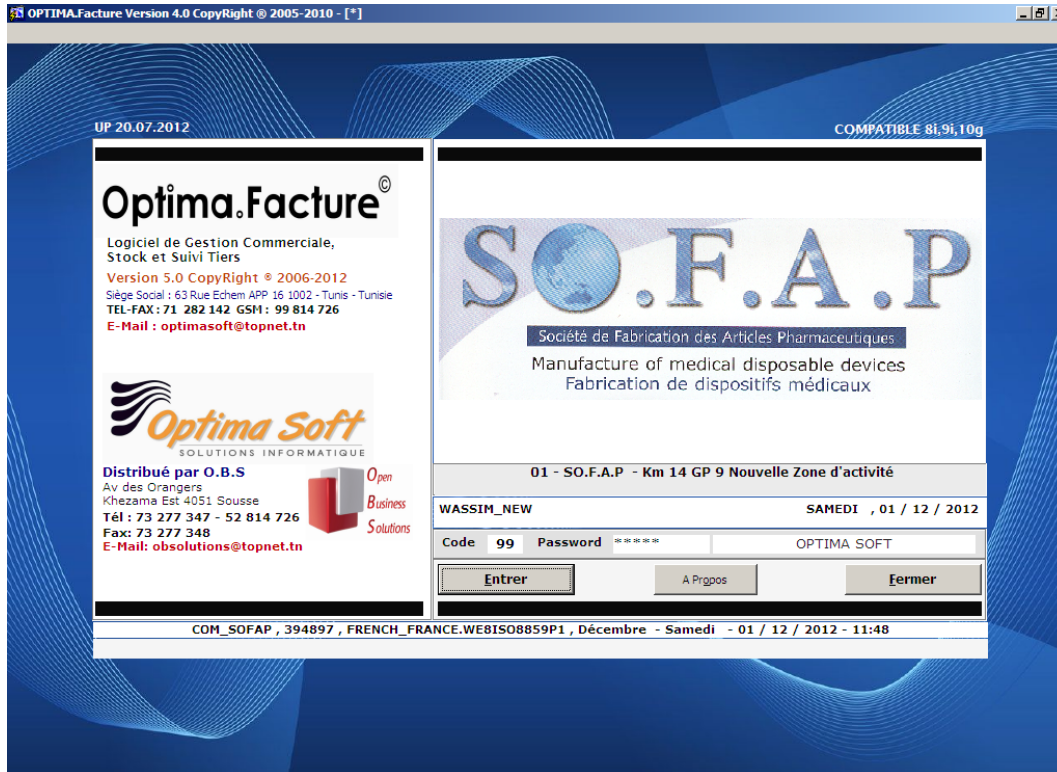 OPTIMA.Facture Version 4.0 CopyRight ® 2005-2010 - [*]
UP 20.07.2012
COMPATIBLE 8i,9i,10g
Optima.Facture©
Logiciel de Gestion Commerciale,
Stock et Suivi Tiers
Version 5.0 CopyRight ® 2006-2012
Siège Social : 63 Rue Echem APP 16 1002 - Tunis - Tunisie
TEL-FAX : 71 282 142 GSM : 99 814 726
E-Mail : optimasoft@topnet.tn
Optima Soft
SOLUTIONS INFORMATIQUE
Distribué par O.B.S
Av des Orangers
Khezama Est 4051 Sousse
Tél : 73 277 347 - 52 814 726
Fax: 73 277 348
E-Mail: obsolutions@topnet.tn
Open
Business
Solutions
SO.F.A.P
Société de Fabrication des Articles Pharmaceutiques
Manufacture of medical disposable devices
Fabrication de dispositifs médicaux
01 - SO.F.A.P - Km 14 GP 9 Nouvelle Zone d'activité
WASSIM_NEW SAMEDI , 01 / 12 / 2012
Code 99 Password ***** OPTIMA SOFT
Entrer A Propos Fermer
COM_SOFAP , 394897 , FRENCH_FRANCE.WE8ISO8859P1 , Décembre - Samedi - 01 / 12 / 2012 - 11:48